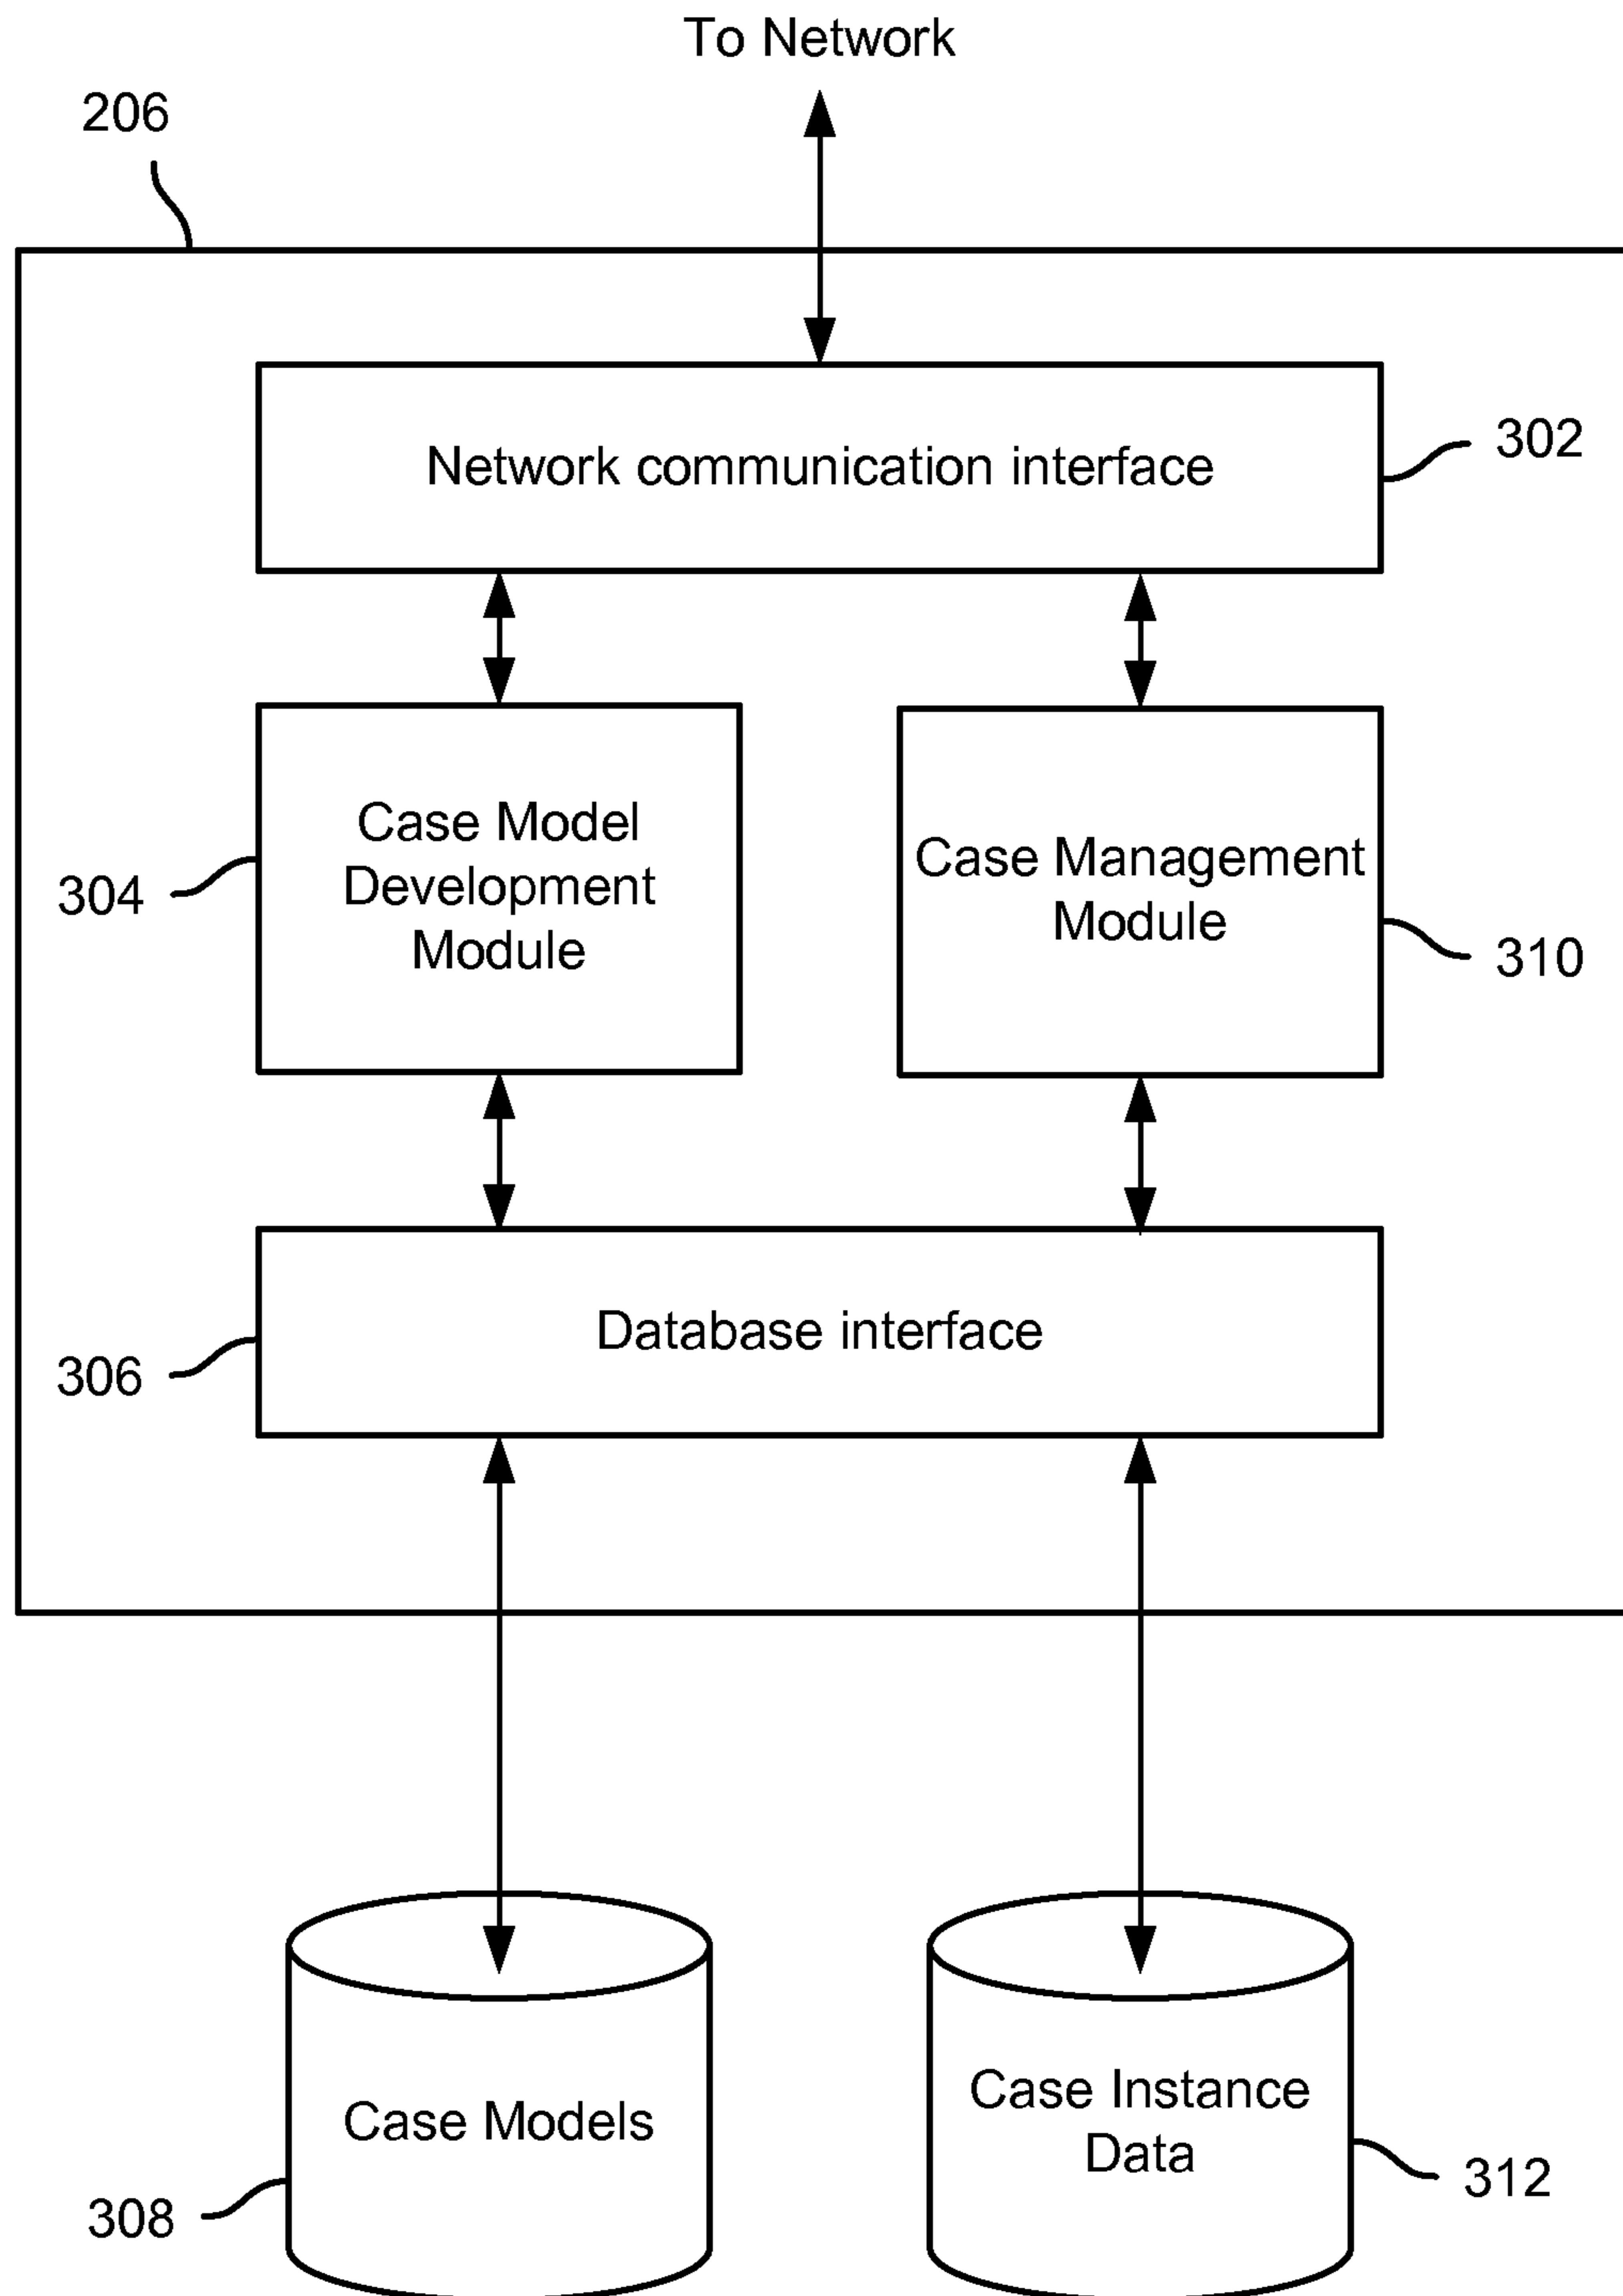 To Network
206
Network communication interface
302
Case Model
Development
Module
304
Case Management
Module
310
Database interface
306
Case Models
308
Case Instance
Data
312